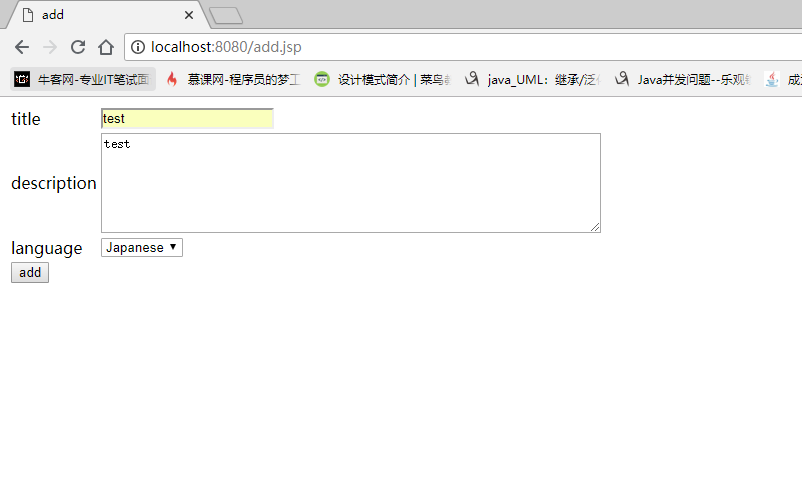 add
localhost:8080/add.jsp
牛客网-专业IT笔试面
慕课网-程序员的梦工
设计模式简介 | 菜鸟
java_UML：继承/泛
Java并发问题--乐观
title
test
description
test
language
Japanese
add